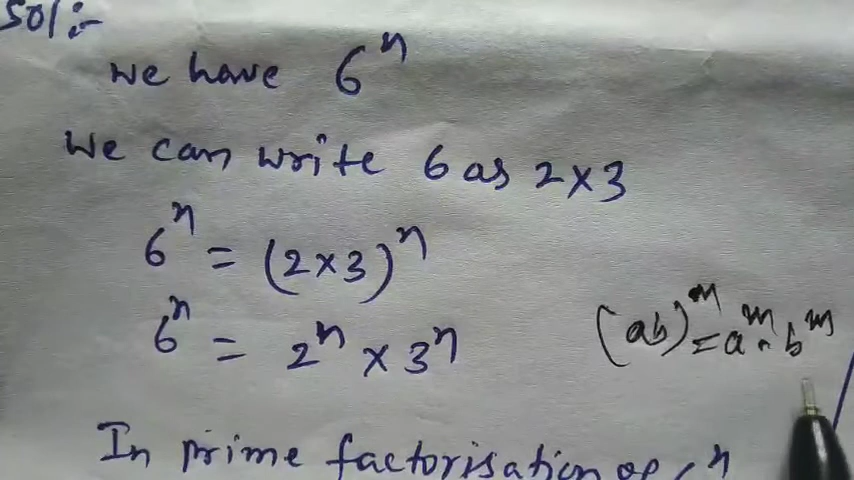 Sol:-
We have 6ⁿ
We can write 6 as 2×3
6ⁿ = (2×3)ⁿ
6ⁿ = 2ⁿ × 3ⁿ
(ab)ᵐ = aᵐ · bᵐ
In prime factorisation of 6ⁿ